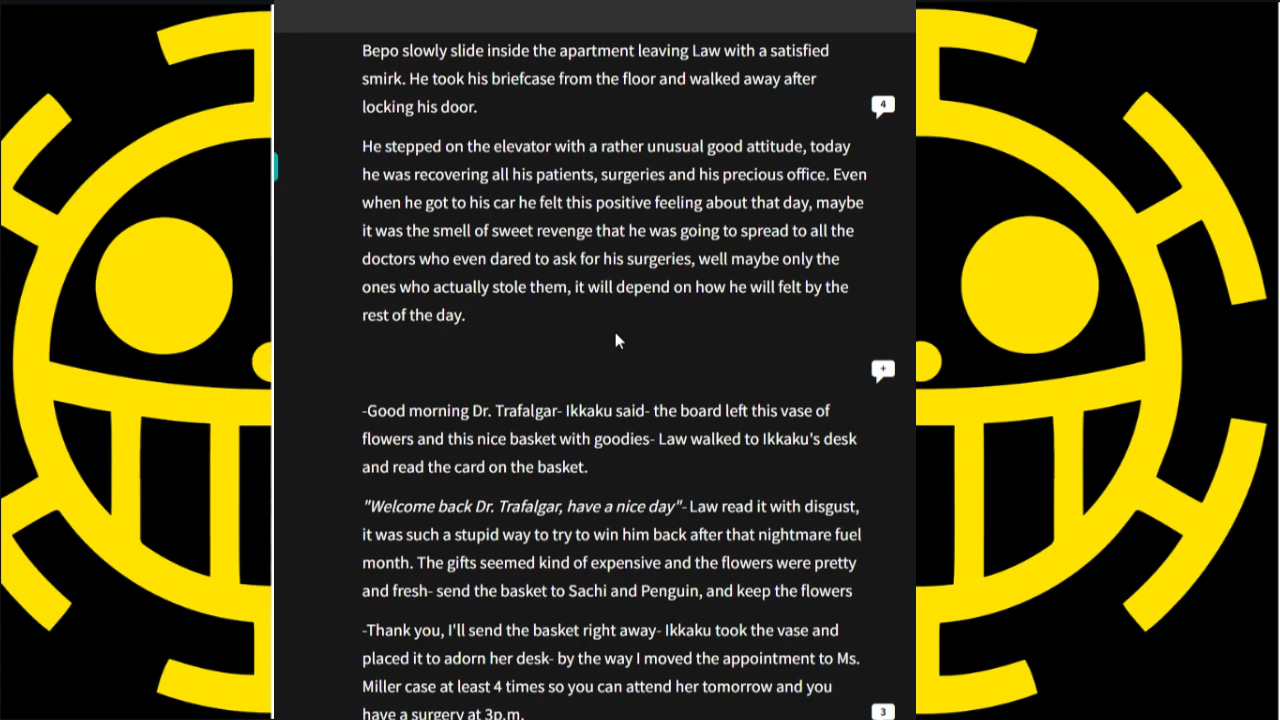 Bepo slowly slide inside the apartment leaving Law with a satisfied
smirk. He took his briefcase from the floor and walked away after
locking his door.
4
He stepped on the elevator with a rather unusual good attitude, today
he was recovering all his patients, surgeries and his precious office. Even
when he got to his car he felt this positive feeling about that day, maybe
it was the smell of sweet revenge that he was going to spread to all the
doctors who even dared to ask for his surgeries, well maybe only the
ones who actually stole them, it will depend on how he will felt by the
rest of the day.
+
-Good morning Dr. Trafalgar- Ikkaku said- the board left this vase of
flowers and this nice basket with goodies- Law walked to Ikkaku's desk
and read the card on the basket.
"Welcome back Dr. Trafalgar, have a nice day"- Law read it with disgust,
it was such a stupid way to try to win him back after that nightmare fuel
month. The gifts seemed kind of expensive and the flowers were pretty
and fresh- send the basket to Sachi and Penguin, and keep the flowers
-Thank you, I'll send the basket right away- Ikkaku took the vase and
placed it to adorn her desk- by the way I moved the appointment to Ms.
Miller case at least 4 times so you can attend her tomorrow and you
have a surgery at 3p.m.
3